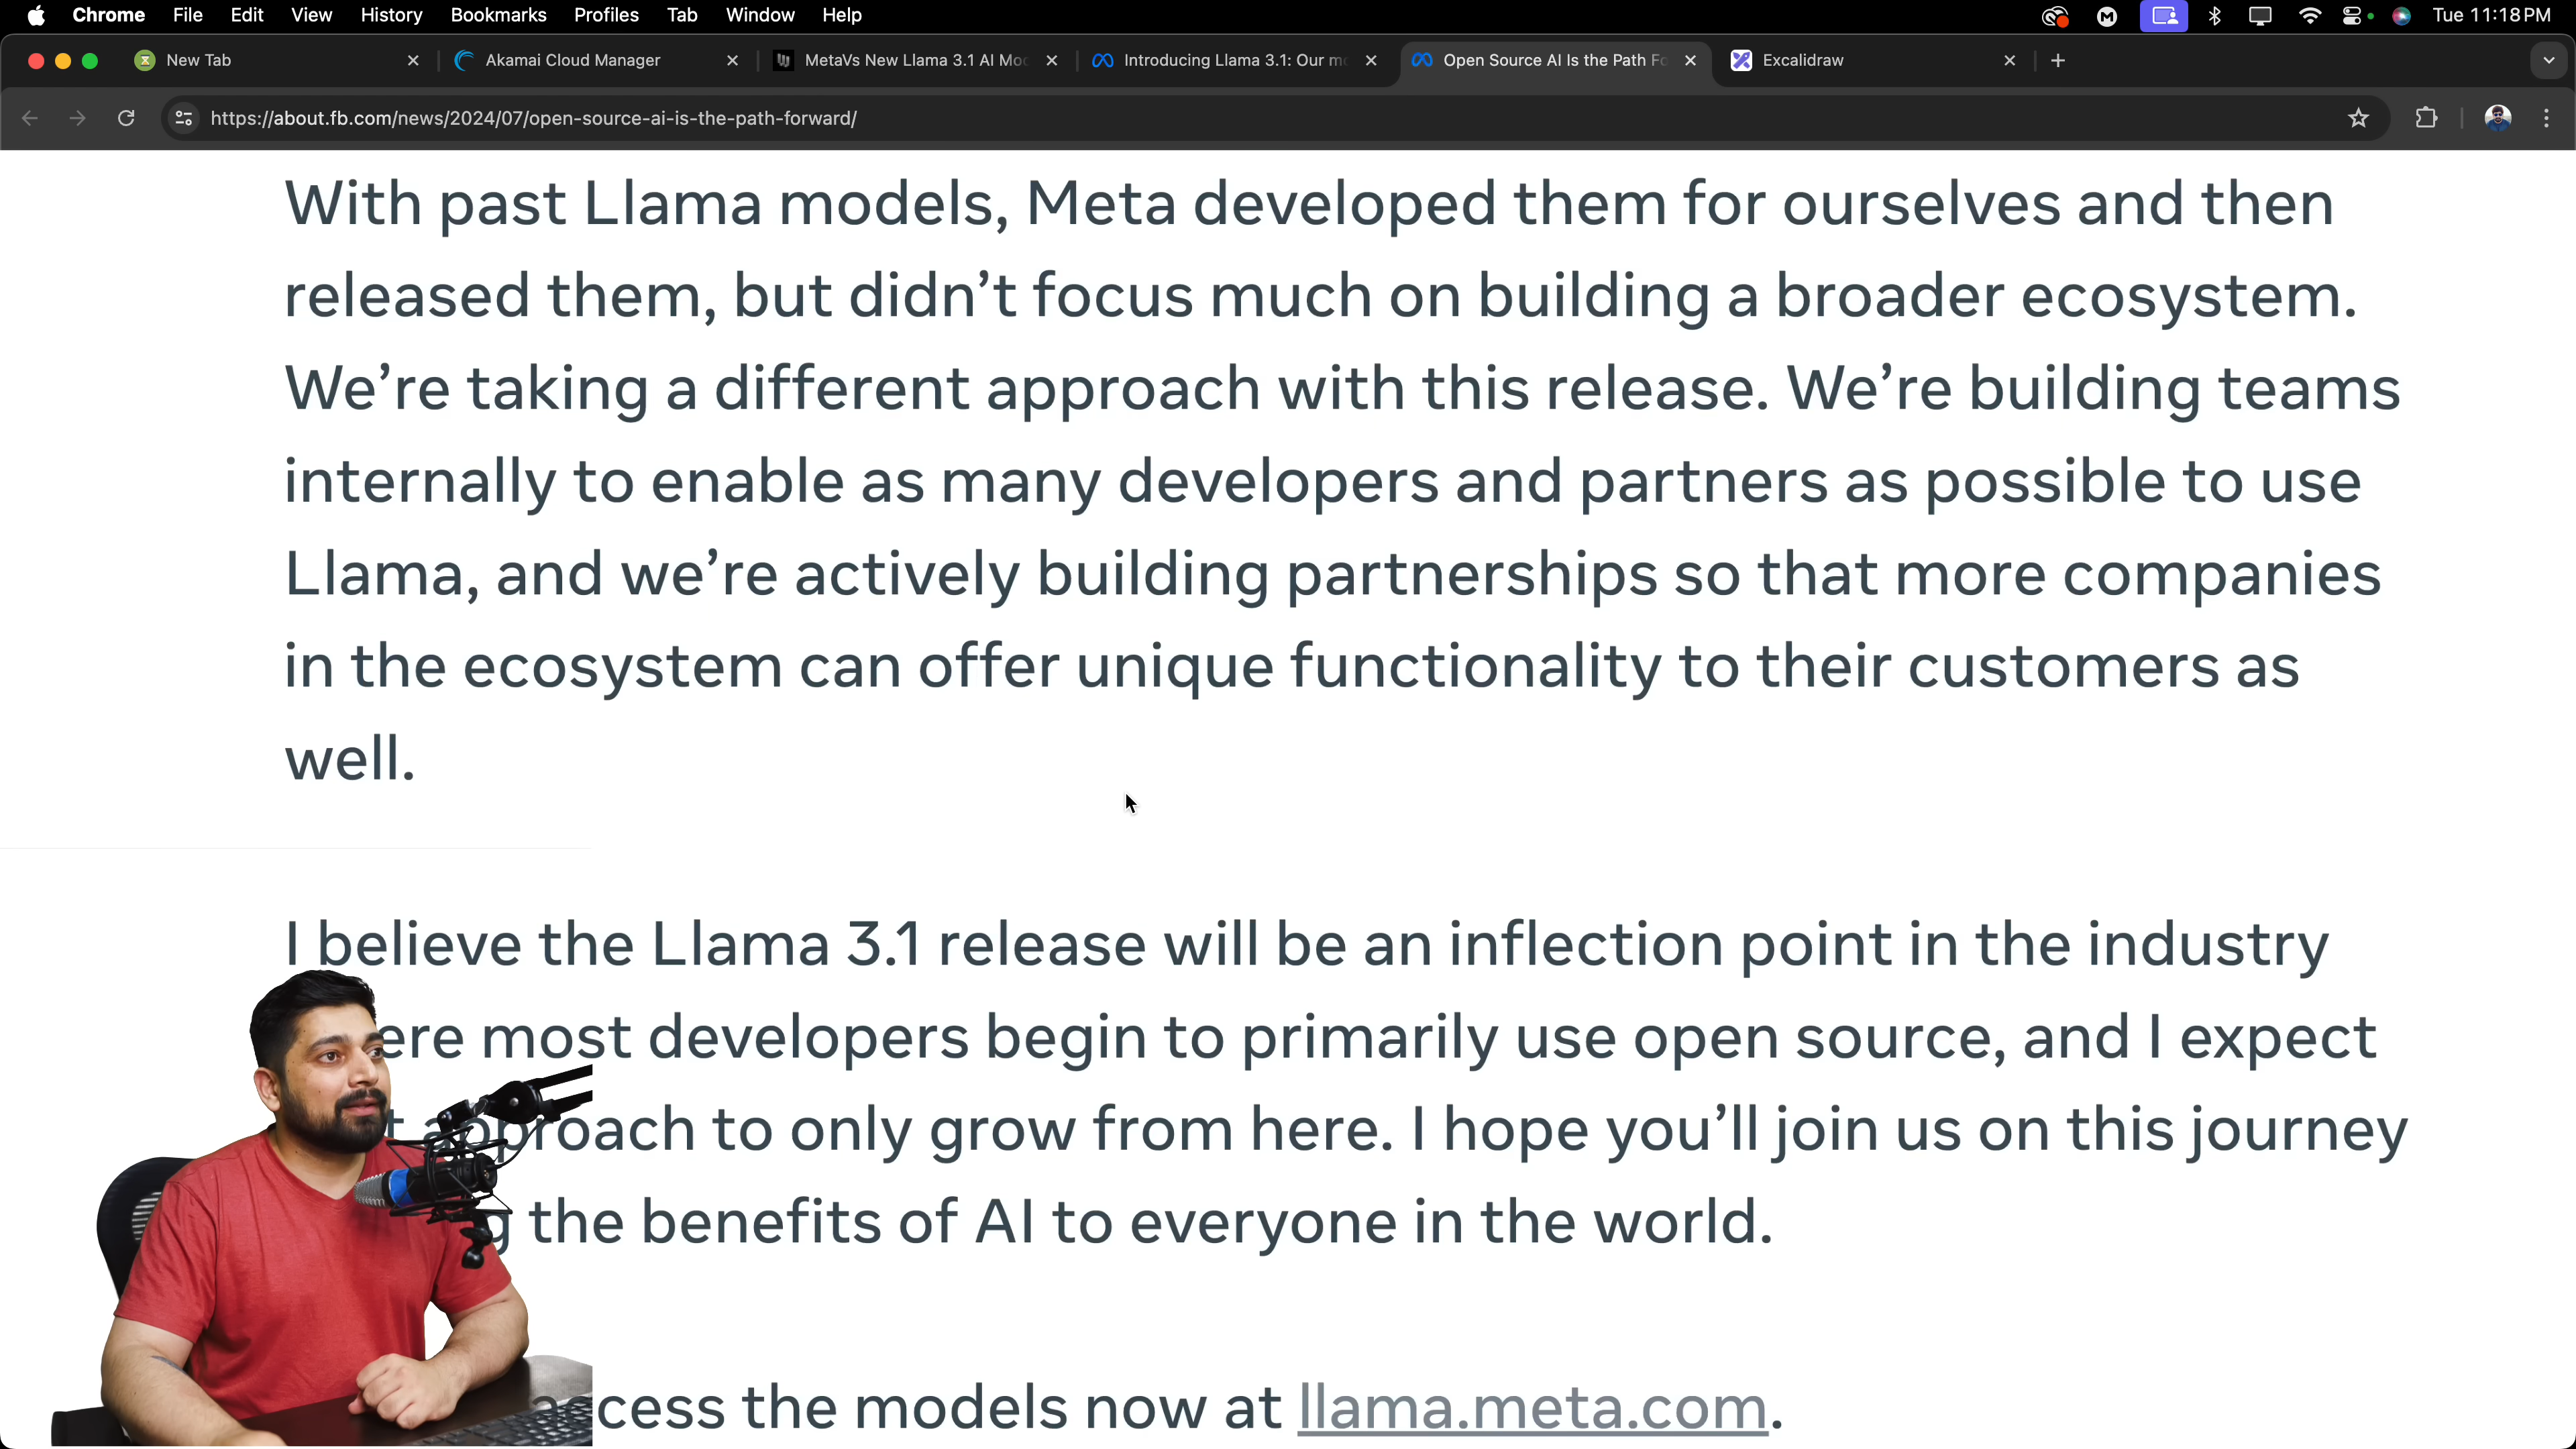 Chrome File Edit View History Bookmarks Profiles Tab Window Help Tue 11:18 PM
New Tab Akamai Cloud Manager MetaVs New Llama 3.1 AI Mo Introducing Llama 3.1: Our m Open Source AI Is the Path Fo Excalidraw
https://about.fb.com/news/2024/07/open-source-ai-is-the-path-forward/
With past Llama models, Meta developed them for ourselves and then
released them, but didn’t focus much on building a broader ecosystem.
We’re taking a different approach with this release. We’re building teams
internally to enable as many developers and partners as possible to use
Llama, and we’re actively building partnerships so that more companies
in the ecosystem can offer unique functionality to their customers as
well.
I believe the Llama 3.1 release will be an inflection point in the industry
ere most developers begin to primarily use open source, and I expect
approach to only grow from here. I hope you’ll join us on this journey
the benefits of AI to everyone in the world.
cess the models now at llama.meta.com.